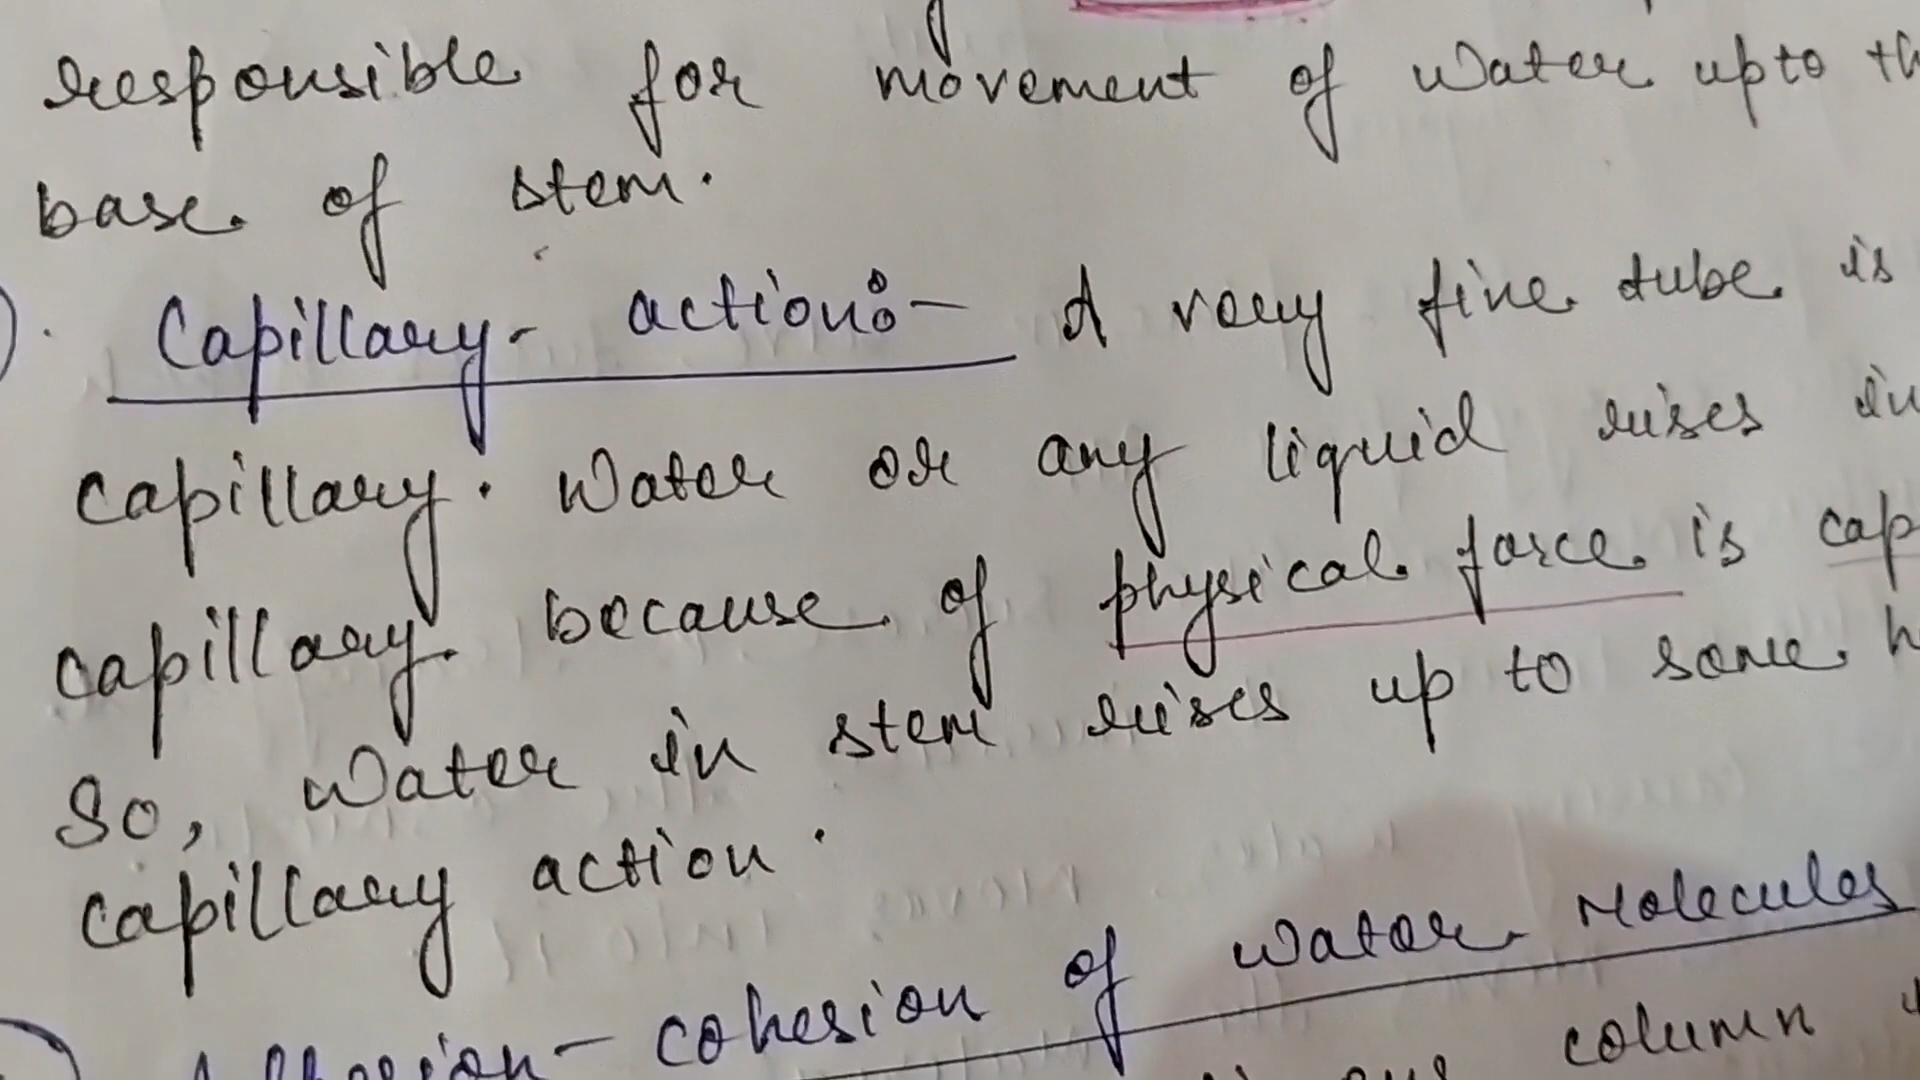 responsible for movement of water upto th
base of stem.
Capillary- action:- A very fine tube is
capillary. Water or any liquid rises in
capillary because of physical force is cap
So, water in stem rises up to some h
capillary action.
Adhesion-cohesion of water Molecules
column